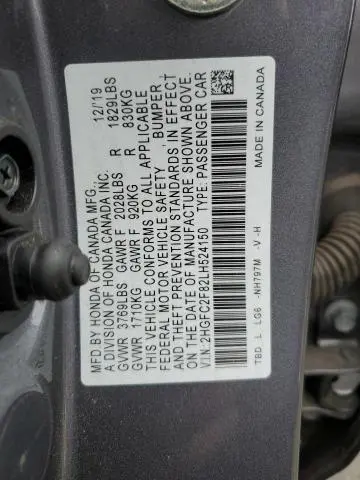 MFD BY HONDA OF CANADA MFG., 12/19
A DIVISION OF HONDA CANADA INC.
GVWR 3769LBS GAWR F 2028LBS R 1829LBS
GVWR 1710KG GAWR F 920KG R 830KG
THIS VEHICLE CONFORMS TO ALL APPLICABLE
FEDERAL MOTOR VEHICLE SAFETY, BUMPER,
AND THEFT PREVENTION STANDARDS IN EFFECT
ON THE DATE OF MANUFACTURE SHOWN ABOVE.
VIN:2HGFC2F82LH524150 TYPE:PASSENGER CAR
TBD _L LG6 -NH797M -V -H MADE IN CANADA